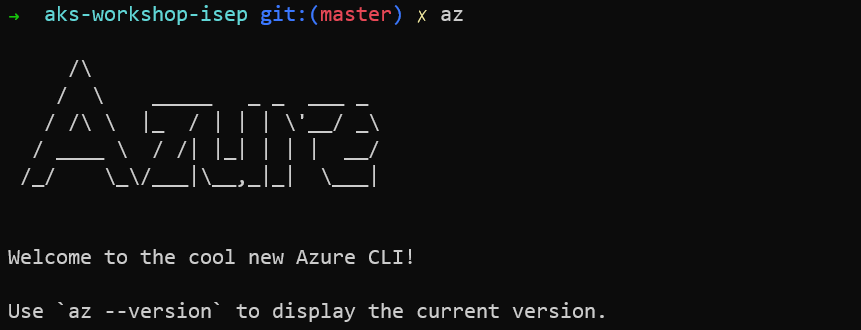 → aks-workshop-isep git:(master) ✗ az
     /\
    /  \    _____   _ _  ___ _
   / /\ \  |_  / | | | \'__/ _\
  / ____ \  / /| |_| | | |  __/
 /_/    \_\/___|\__,_|_|  \___|
Welcome to the cool new Azure CLI!
Use `az --version` to display the current version.